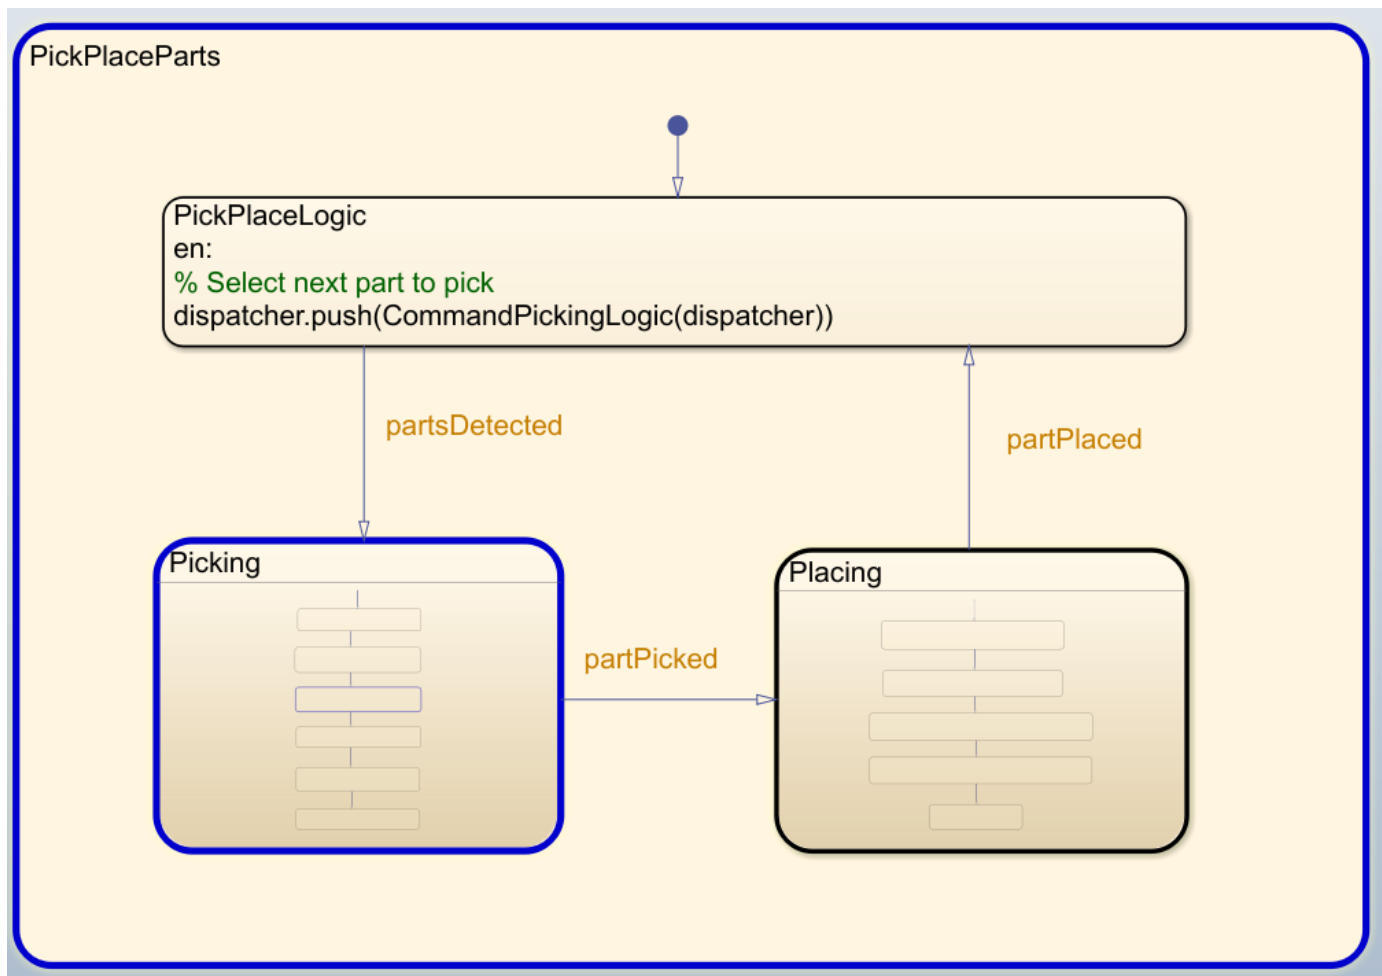 PickPlaceParts
PickPlaceLogic
en:
% Select next part to pick
dispatcher.push(CommandPickingLogic(dispatcher))
partsDetected
partPlaced
Picking
Placing
partPicked